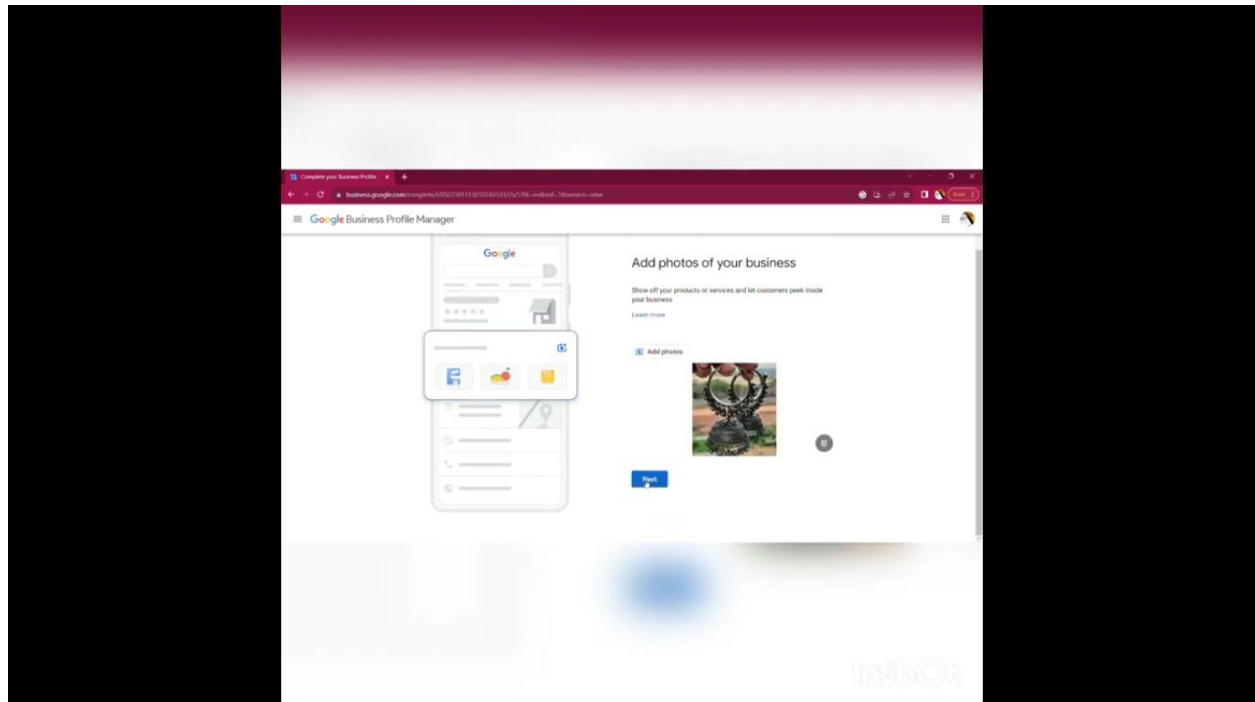 Complete your Business Profile
business.google.com
Google Business Profile Manager
Google
Add photos of your business
Show off your products or services and let customers peek inside
your business
Learn more
Add photos
Next
InShOt